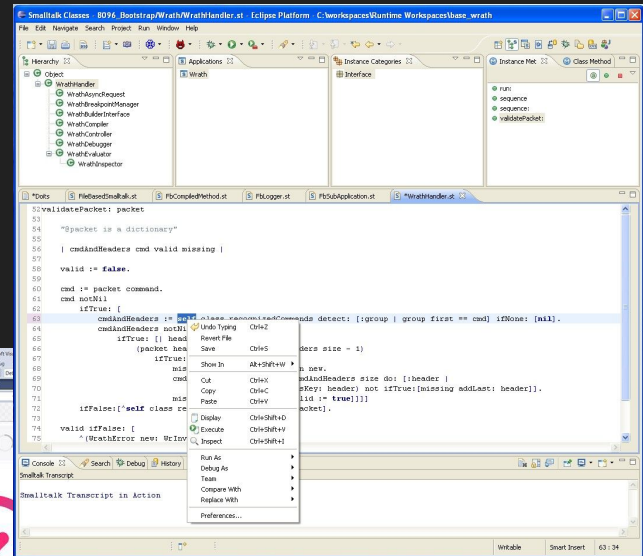 Smalltalk Classes - 8096_Bootstrap/Wrath/WrathHandler.st - Eclipse Platform - C:\workspaces\Runtime Workspaces\base_wrath
File Edit Navigate Search Project Run Window Help
Hierarchy
Object
WrathHandler
WrathAsyncRequest
WrathBreakpointManager
WrathBuilderInterface
WrathCompiler
WrathController
WrathDebugger
WrathEvaluator
WrathInspector
Applications
Wrath
Instance Categories
Interface
Instance Met Class Method
run:
sequence
sequence:
validatePacket:
*Doits FileBasedSmalltalk.st FbCompiledMethod.st FbLogger.st FbSubApplication.st *WrathHandler.st
52 validatePacket: packet
53
54 "@packet is a dictionary"
55
56 | cmdAndHeaders cmd valid missing |
57
58 valid := false.
59
60 cmd := packet command.
61 cmd notNil
62 ifTrue: [
63 cmdAndHeaders := self class recognizedCommands detect: [:group | group first == cmd] ifNone: [nil].
64 cmdAndHeaders notNi
65 ifTrue: [| head
66 (packet hea ders size - 1)
67 ifTrue:
68 mis n new.
69 cmd mdAndHeaders size do: [:header |
70 sKey: header) not ifTrue:[missing addLast: header]].
71 mis lid := true]]]]
72 ifFalse:[^self class re acket].
73
74 valid ifFalse: [
75 ^(WrathError new: WrInv
Undo Typing Ctrl+Z
Revert File
Save Ctrl+S
Show In Alt+Shift+W
Cut Ctrl+X
Copy Ctrl+C
Paste Ctrl+V
Display Ctrl+Shift+D
Execute Ctrl+Shift+V
Inspect Ctrl+Shift+I
Run As
Debug As
Team
Compare With
Replace With
Preferences...
Console Search Debug History
Smalltalk Transcript
Smalltalk Transcript in Action
Writable Smart Insert 63 : 34